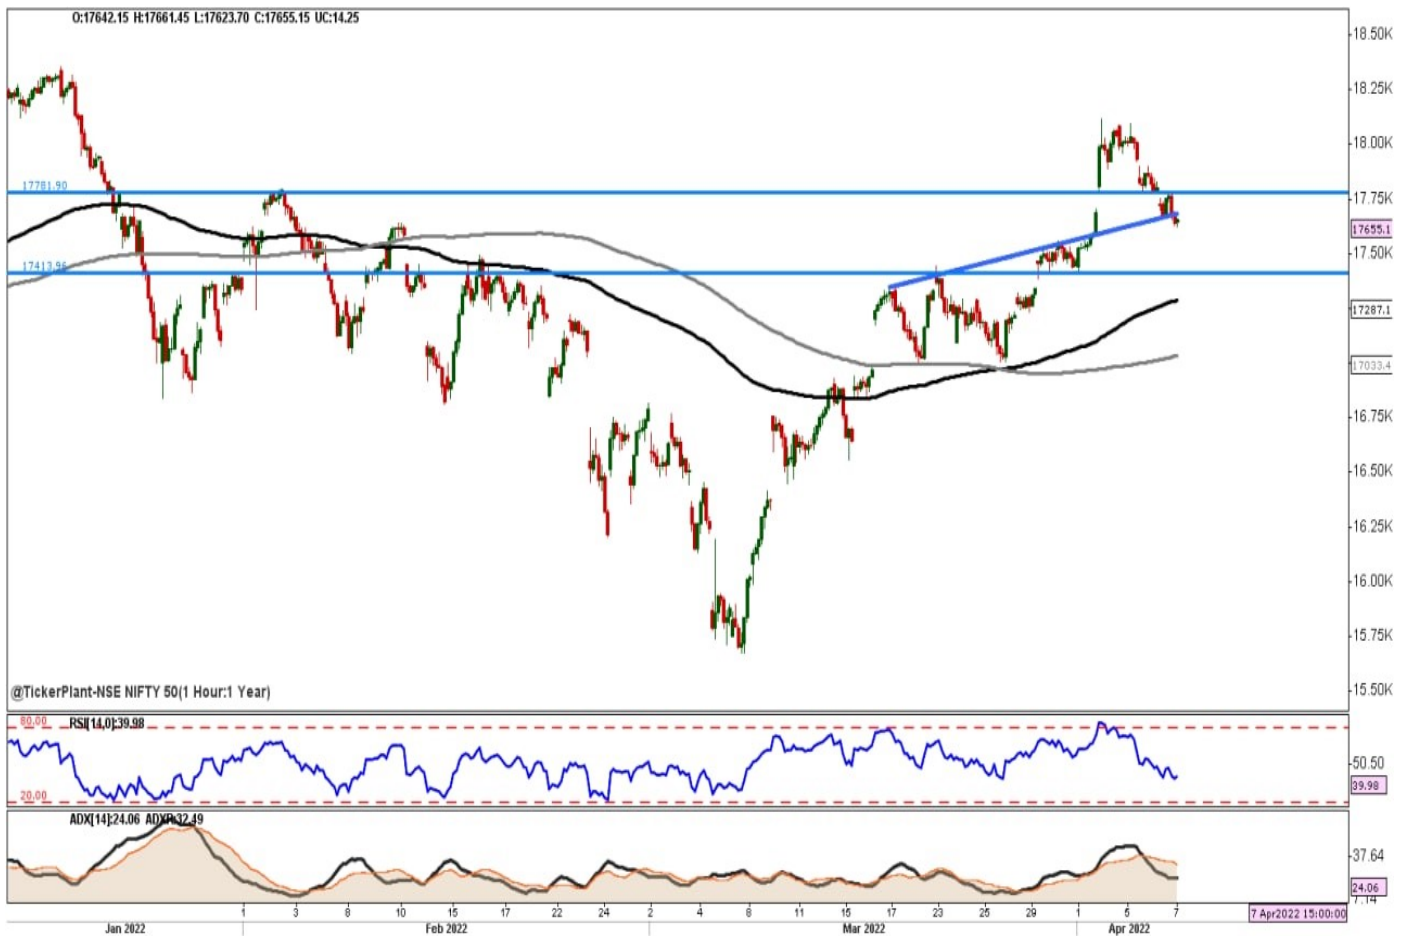 O:17642.15 H:17661.45 L:17623.70 C:17655.15 UC:14.25
18.50K
18.25K
18.00K
17781.90
17.75K
17655.1
17.50K
17413.96
17287.1
17033.4
16.75K
16.50K
16.25K
16.00K
15.75K
@TickerPlant-NSE NIFTY 50(1 Hour:1 Year)
15.50K
80.00 RSI[14,0]:39.98
50.50
39.98
20.00
ADX[14]:24.06 ADXR:32.49
37.64
24.06
7.14
1 3 8 10 15 17 22 24 2 4 8 11 15 17 23 25 29 1 5 7 7 Apr2022 15:00:00
Jan 2022 Feb 2022 Mar 2022 Apr 2022